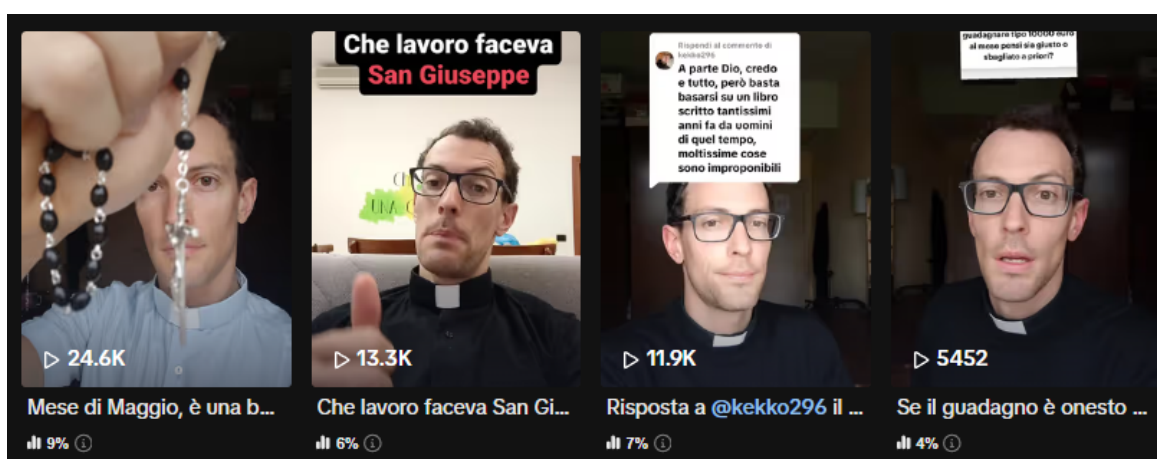 Che lavoro faceva
San Giuseppe
Rispondi al commento di
kekko296
A parte Dio, credo
e tutto, però basta
basarsi su un libro
scritto tantissimi
anni fa da uomini
di quel tempo,
moltissime cose
sono improponibili
guadagnare tipo 10000 euro
al mese pensi sia giusto o
sbagliato a priori?
UNA
24.6K
13.3K
11.9K
5452
Mese di Maggio, è una b...
Che lavoro faceva San Gi...
Risposta a @kekko296 il ...
Se il guadagno è onesto ...
9%
6%
7%
4%